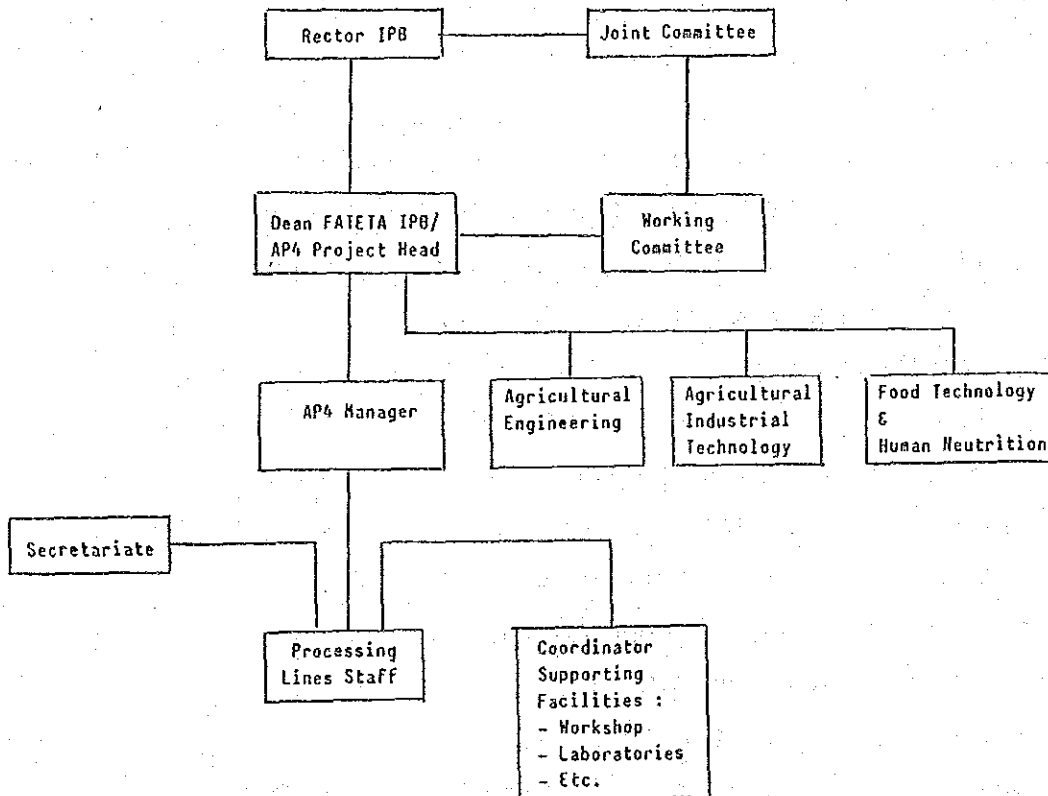 Rector IPB
Joint Committee
Dean FATETA IPB/
AP4 Project Head
Working
Committee
AP4 Manager
Agricultural
Engineering
Agricultural
Industrial
Technology
Food Technology
&
Human Neutrition
Secretariate
Processing
Lines Staff
Coordinator
Supporting
Facilities :
- Workshop
- Laboratories
- Etc.